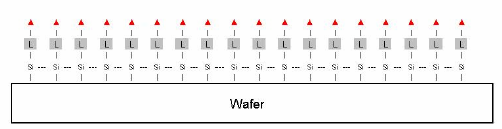 L L L L L L L L L L L L L L L L L L
Si --- Si --- Si --- Si --- Si --- Si --- Si --- Si --- Si --- Si --- Si --- Si --- Si --- Si --- Si --- Si --- Si --- Si
Wafer